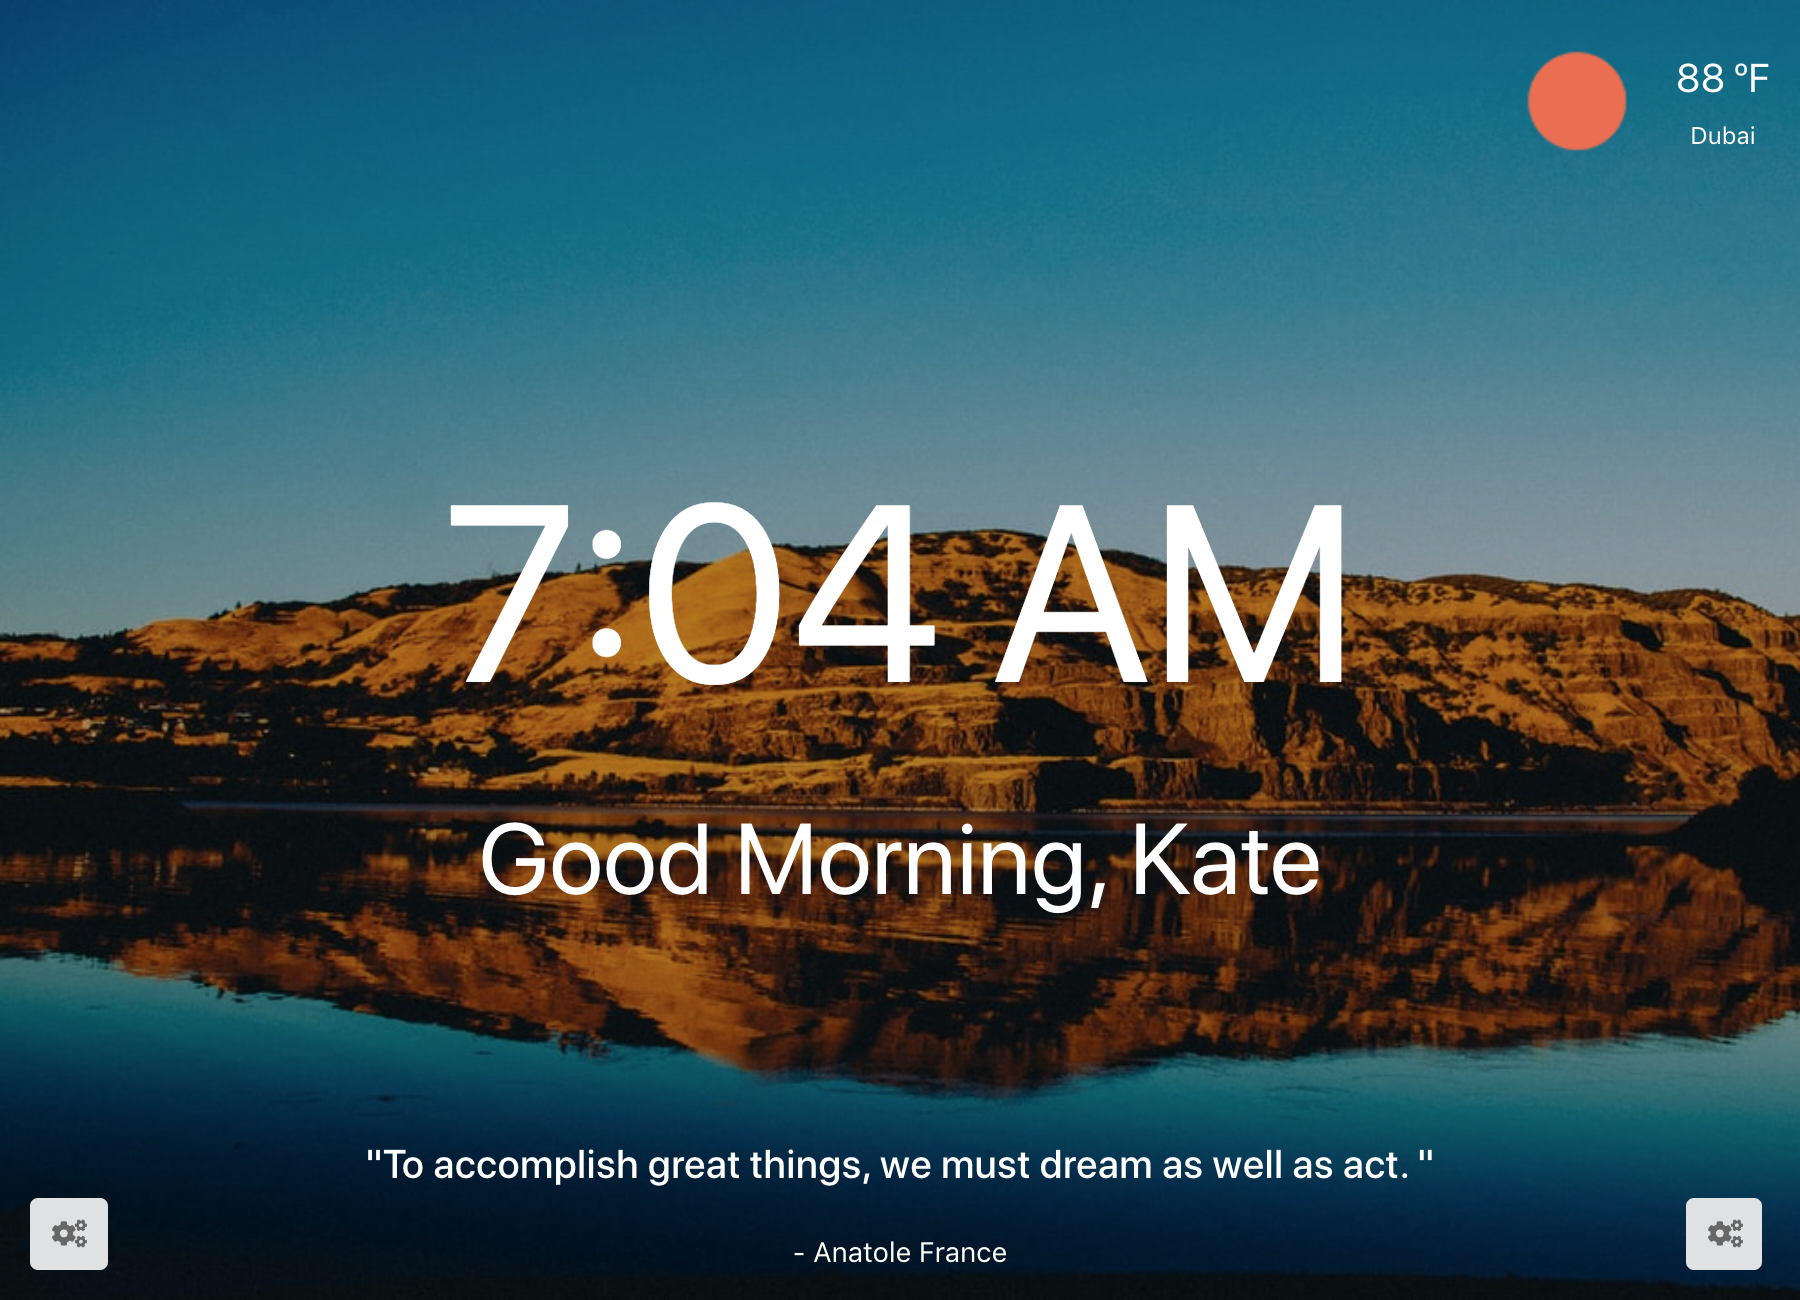 88 ºF
Dubai
7:04 AM
Good Morning, Kate
"To accomplish great things, we must dream as well as act. "
- Anatole France